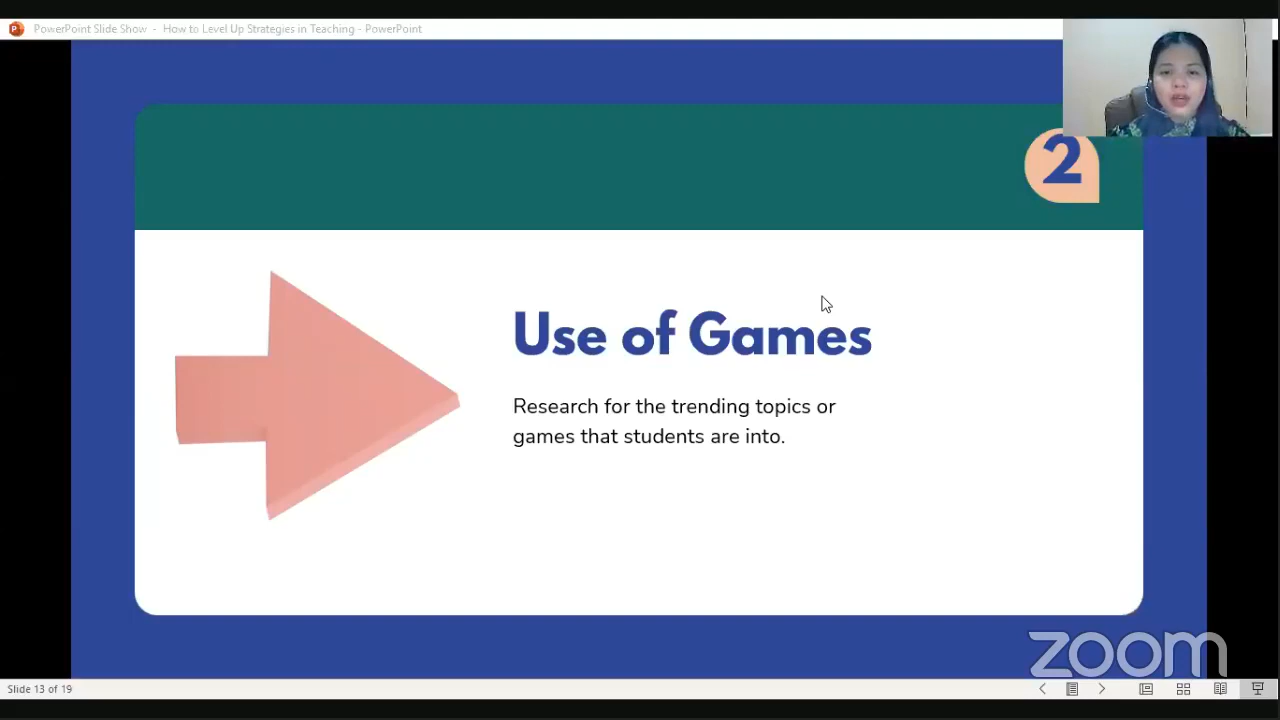 PowerPoint Slide Show - How to Level Up Strategies in Teaching - PowerPoint
2
Use of Games
Research for the trending topics or
games that students are into.
zoom
Slide 13 of 19